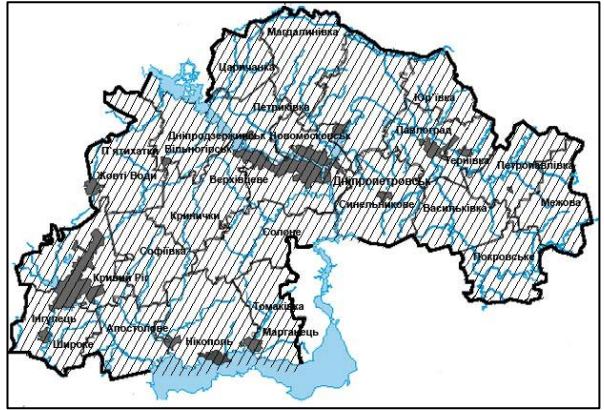 Магдалинівка
Царичанка
Петриківка
Юр'ївка
Дніпродзержинськ Новомосковськ
Павлоград
П'ятихатки
Вільногірськ
Тернівка
Петропавлівка
Жовті Води
Верхівцеве
Дніпропетровськ
Межова
Синельникове
Васильківка
Кринички
Солоне
Софіївка
Покровське
Кривий Ріг
Томаківка
Інгулець
Апостолове
Марганець
Широке
Нікополь